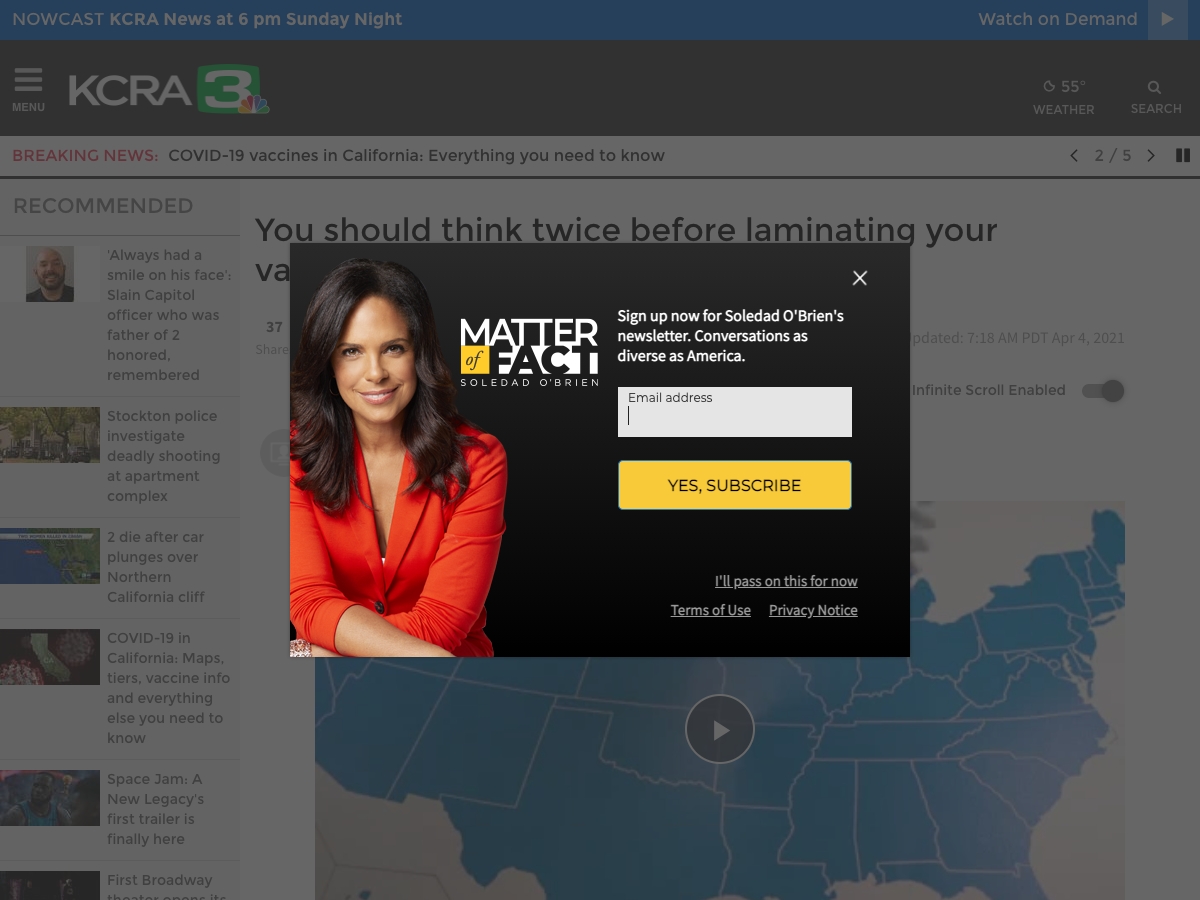 NOWCAST KCRA News at 6 pm Sunday Night
Watch on Demand
MENU
KCRA 3
55°
WEATHER
SEARCH
BREAKING NEWS: COVID-19 vaccines in California: Everything you need to know
2 / 5
RECOMMENDED
'Always had a
smile on his face':
Slain Capitol
officer who was
father of 2
honored,
remembered
Stockton police
investigate
deadly shooting
at apartment
complex
2 die after car
plunges over
Northern
California cliff
COVID-19 in
California: Maps,
tiers, vaccine info
and everything
else you need to
know
Space Jam: A
New Legacy's
first trailer is
finally here
First Broadway
theater opens its
You should think twice before laminating your
va
37
Share
pdated: 7:18 AM PDT Apr 4, 2021
Infinite Scroll Enabled
MATTER
of FACT
SOLEDAD O'BRIEN
Sign up now for Soledad O'Brien's
newsletter. Conversations as
diverse as America.
Email address
YES, SUBSCRIBE
I'll pass on this for now
Terms of Use Privacy Notice